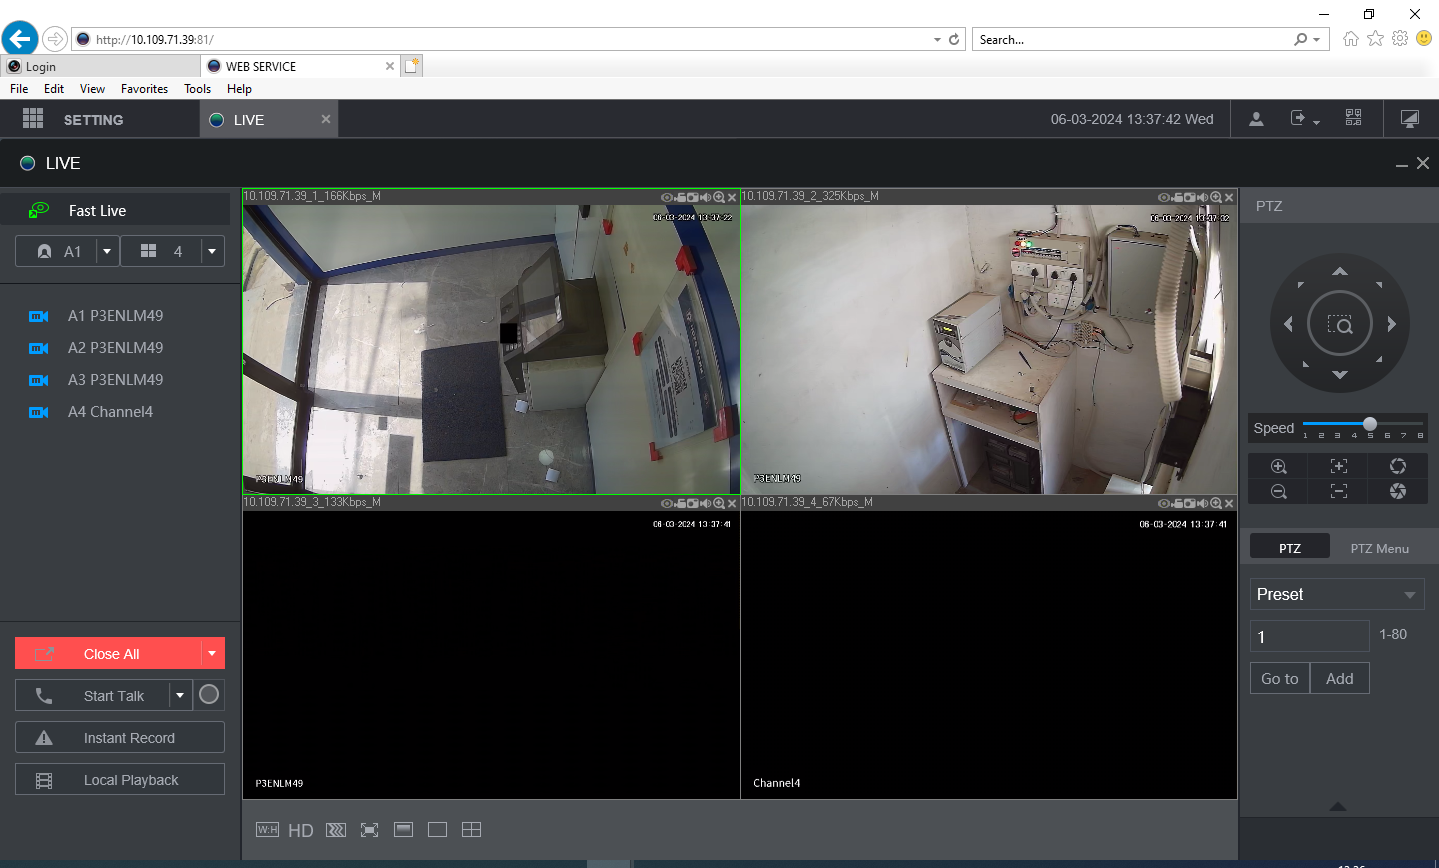 http://10.109.71.39:81/
Search...
Login
WEB SERVICE
File Edit View Favorites Tools Help
SETTING
LIVE
06-03-2024 13:37:42 Wed
LIVE
Fast Live
A1
4
A1 P3ENLM49
A2 P3ENLM49
A3 P3ENLM49
A4 Channel4
Close All
Start Talk
Instant Record
Local Playback
10.109.71.39_1_166Kbps_M
06-03-2024 13:37:22
P3ENLM49
10.109.71.39_2_325Kbps_M
06-03-2024 13:37:32
P3ENLM49
10.109.71.39_3_133Kbps_M
06-03-2024 13:37:41
P3ENLM49
10.109.71.39_4_67Kbps_M
06-03-2024 13:37:41
Channel4
W:H HD
PTZ
Speed
1 2 3 4 5 6 7 8
PTZ
PTZ Menu
Preset
1
1-80
Go to
Add